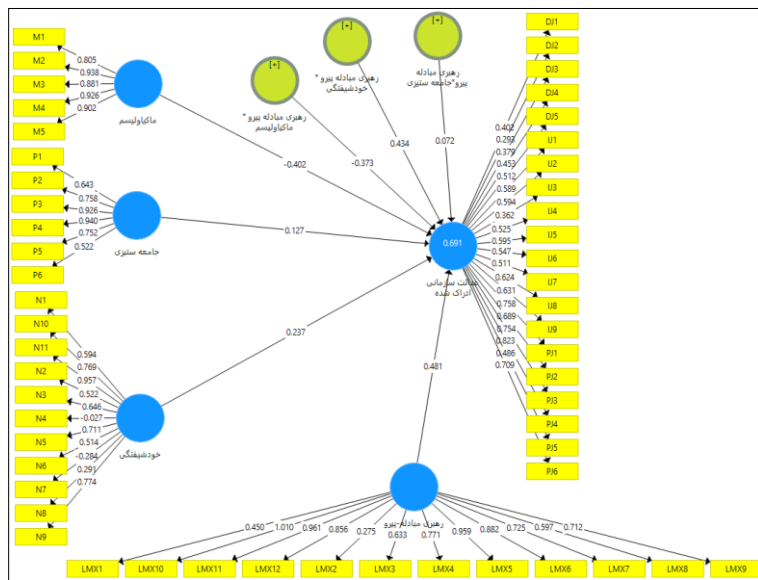 [+]
رهبری مبادله پیرو *
ماکیاولیسم
[+]
رهبری مبادله پیرو *
خودشیفتگی
[+]
رهبری مبادله
پیرو*جامعه ستیزی
M1
M2
M3
M4
M5
0.805
0.938
0.881
0.926
0.902
ماکیاولیسم
P1
P2
P3
P4
P5
P6
0.643
0.758
0.926
0.940
0.752
0.522
جامعه ستیزی
N1
N10
N11
N2
N3
N4
N5
N6
N7
N8
N9
0.594
0.769
0.957
0.522
0.646
-0.027
0.711
0.514
-0.284
0.291
0.774
خودشیفتگی
-0.402
-0.373
0.434
0.072
0.127
0.237
0.481
0.691
عدالت سازمانی
ادراک شده
0.402
0.293
0.379
0.453
0.512
0.589
0.594
0.362
0.525
0.595
0.547
0.511
0.624
0.631
0.758
0.689
0.754
0.823
0.486
0.709
DJ1
DJ2
DJ3
DJ4
DJ5
IJ1
IJ2
IJ3
IJ4
IJ5
IJ6
IJ7
IJ8
IJ9
PJ1
PJ2
PJ3
PJ4
PJ5
PJ6
رهبری مبادله-پیرو
0.450
1.010
0.961
0.856
0.275
0.633
0.771
0.959
0.882
0.725
0.597
0.712
LMX1
LMX10
LMX11
LMX12
LMX2
LMX3
LMX4
LMX5
LMX6
LMX7
LMX8
LMX9